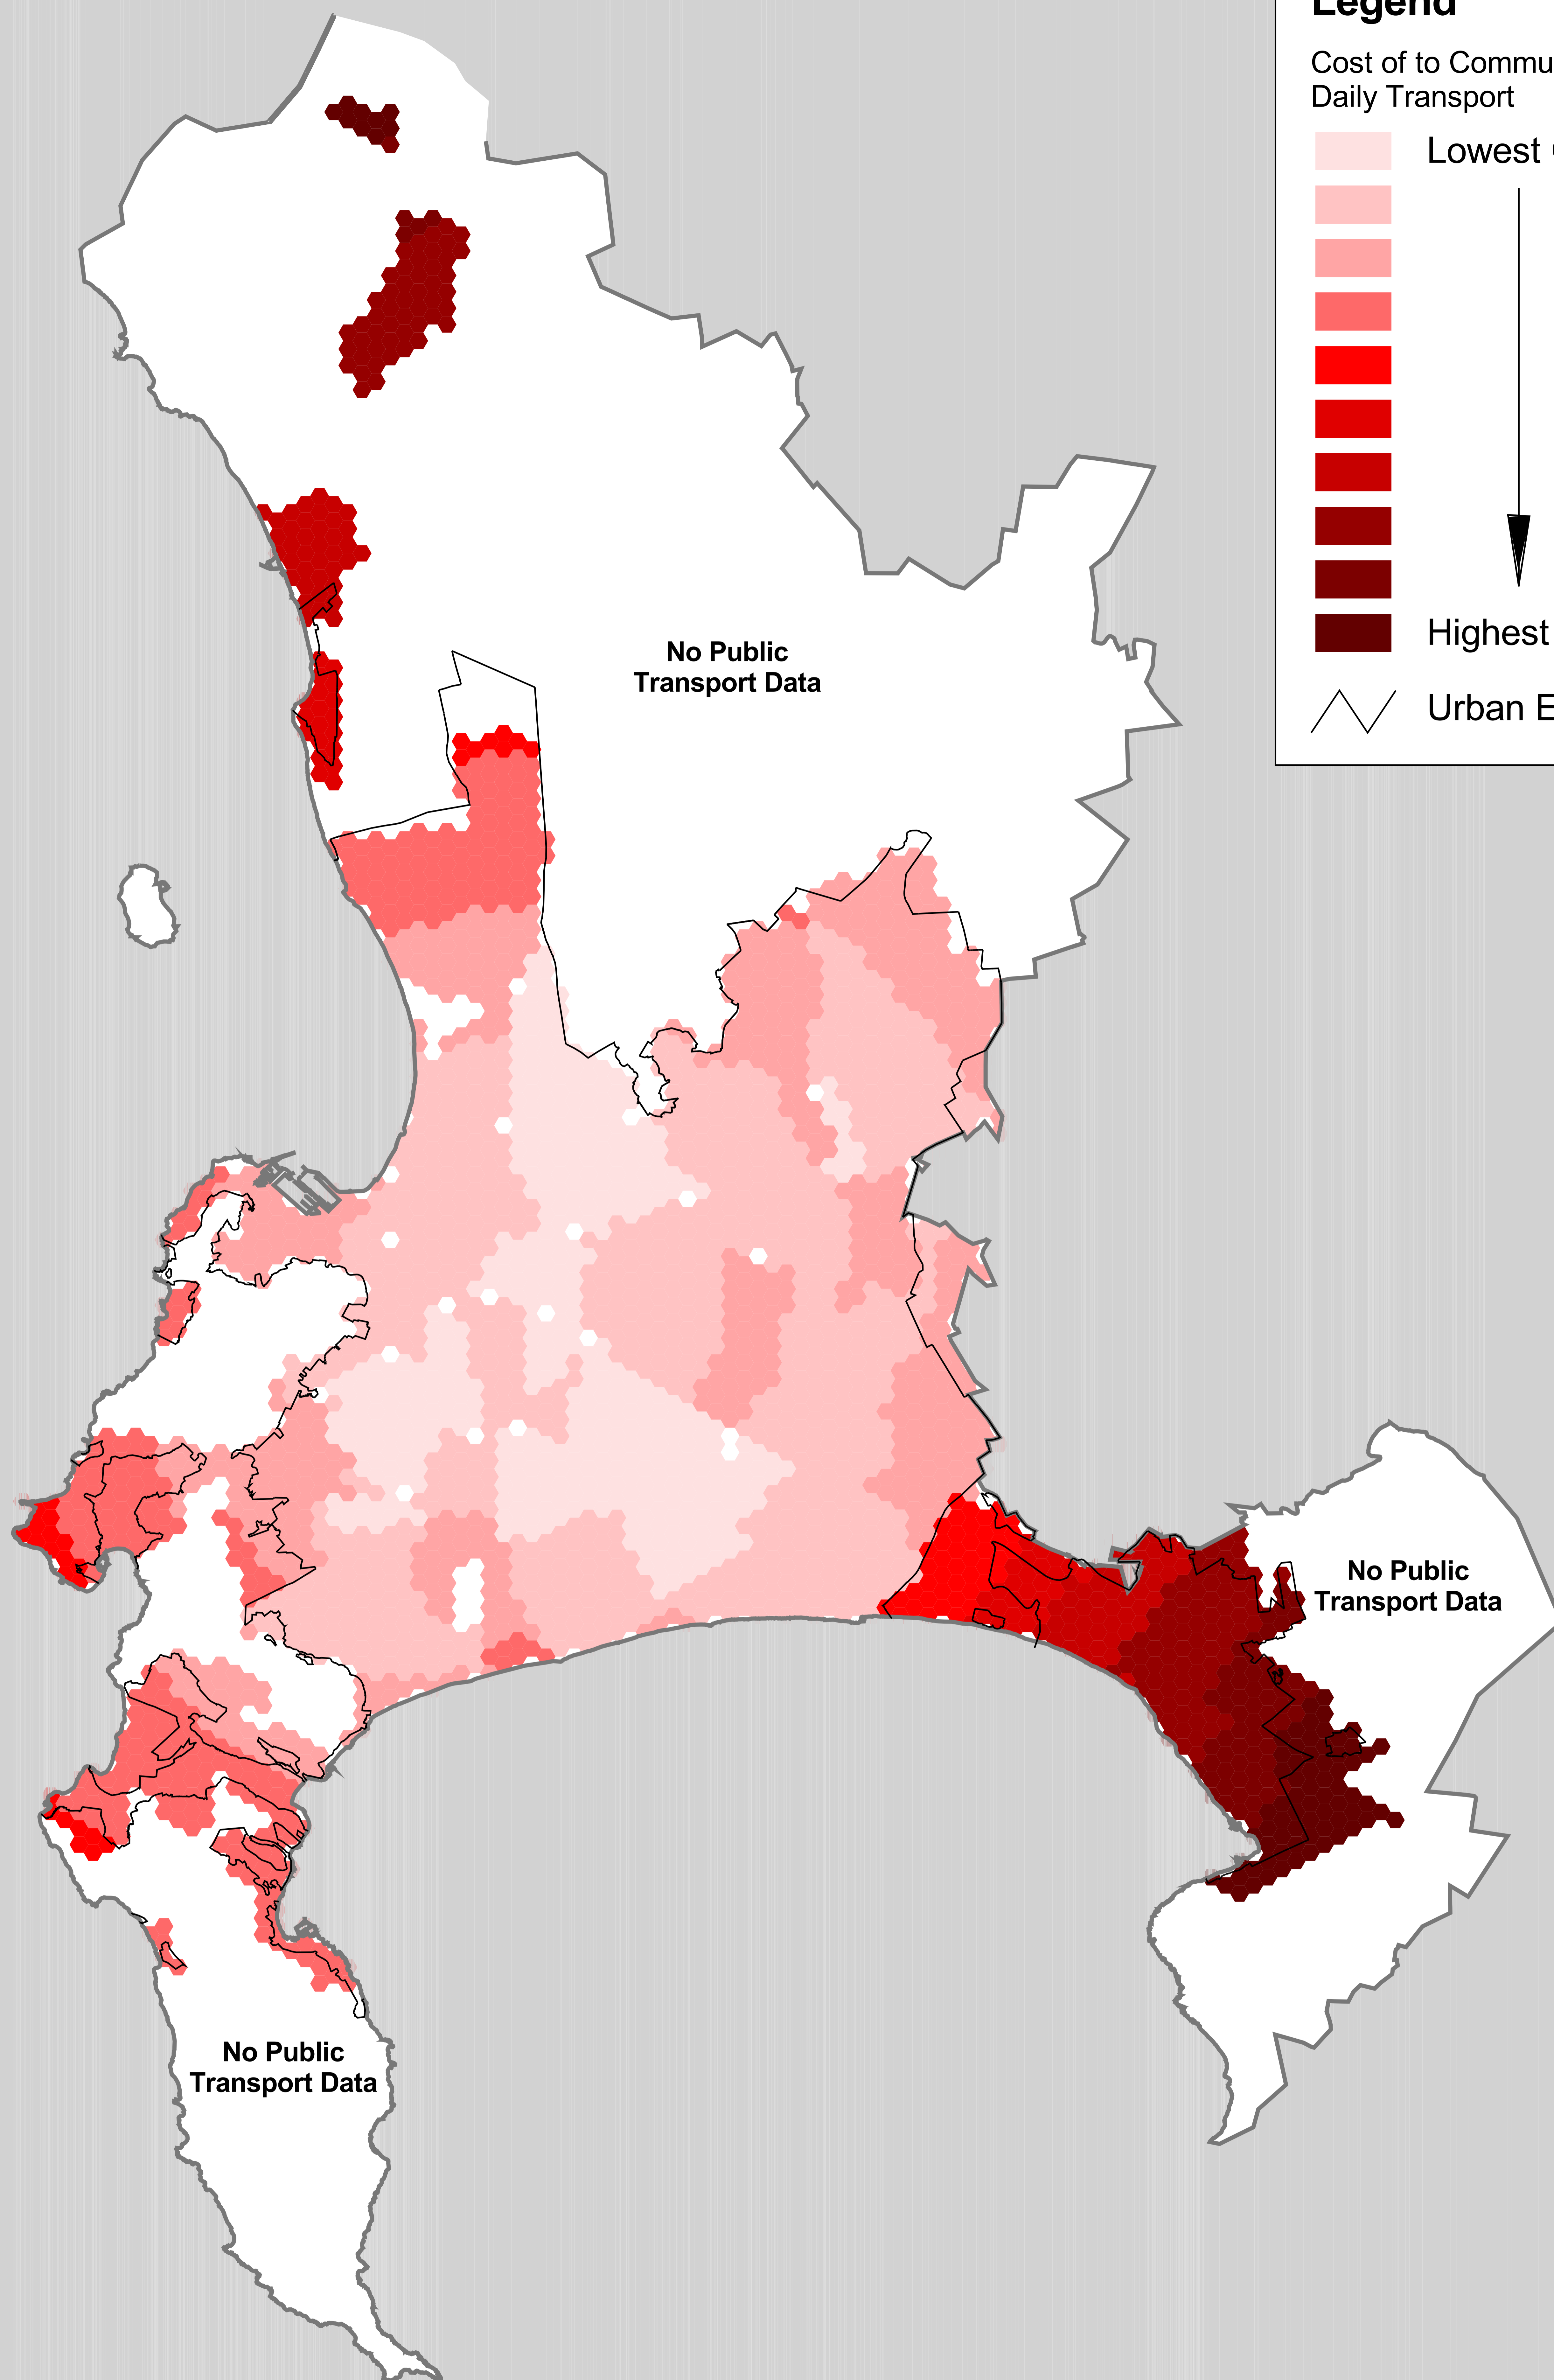 Legend
Cost of to Commu
Daily Transport
Lowest
Highest
Urban E
No Public
Transport Data
No Public
Transport Data
No Public
Transport Data